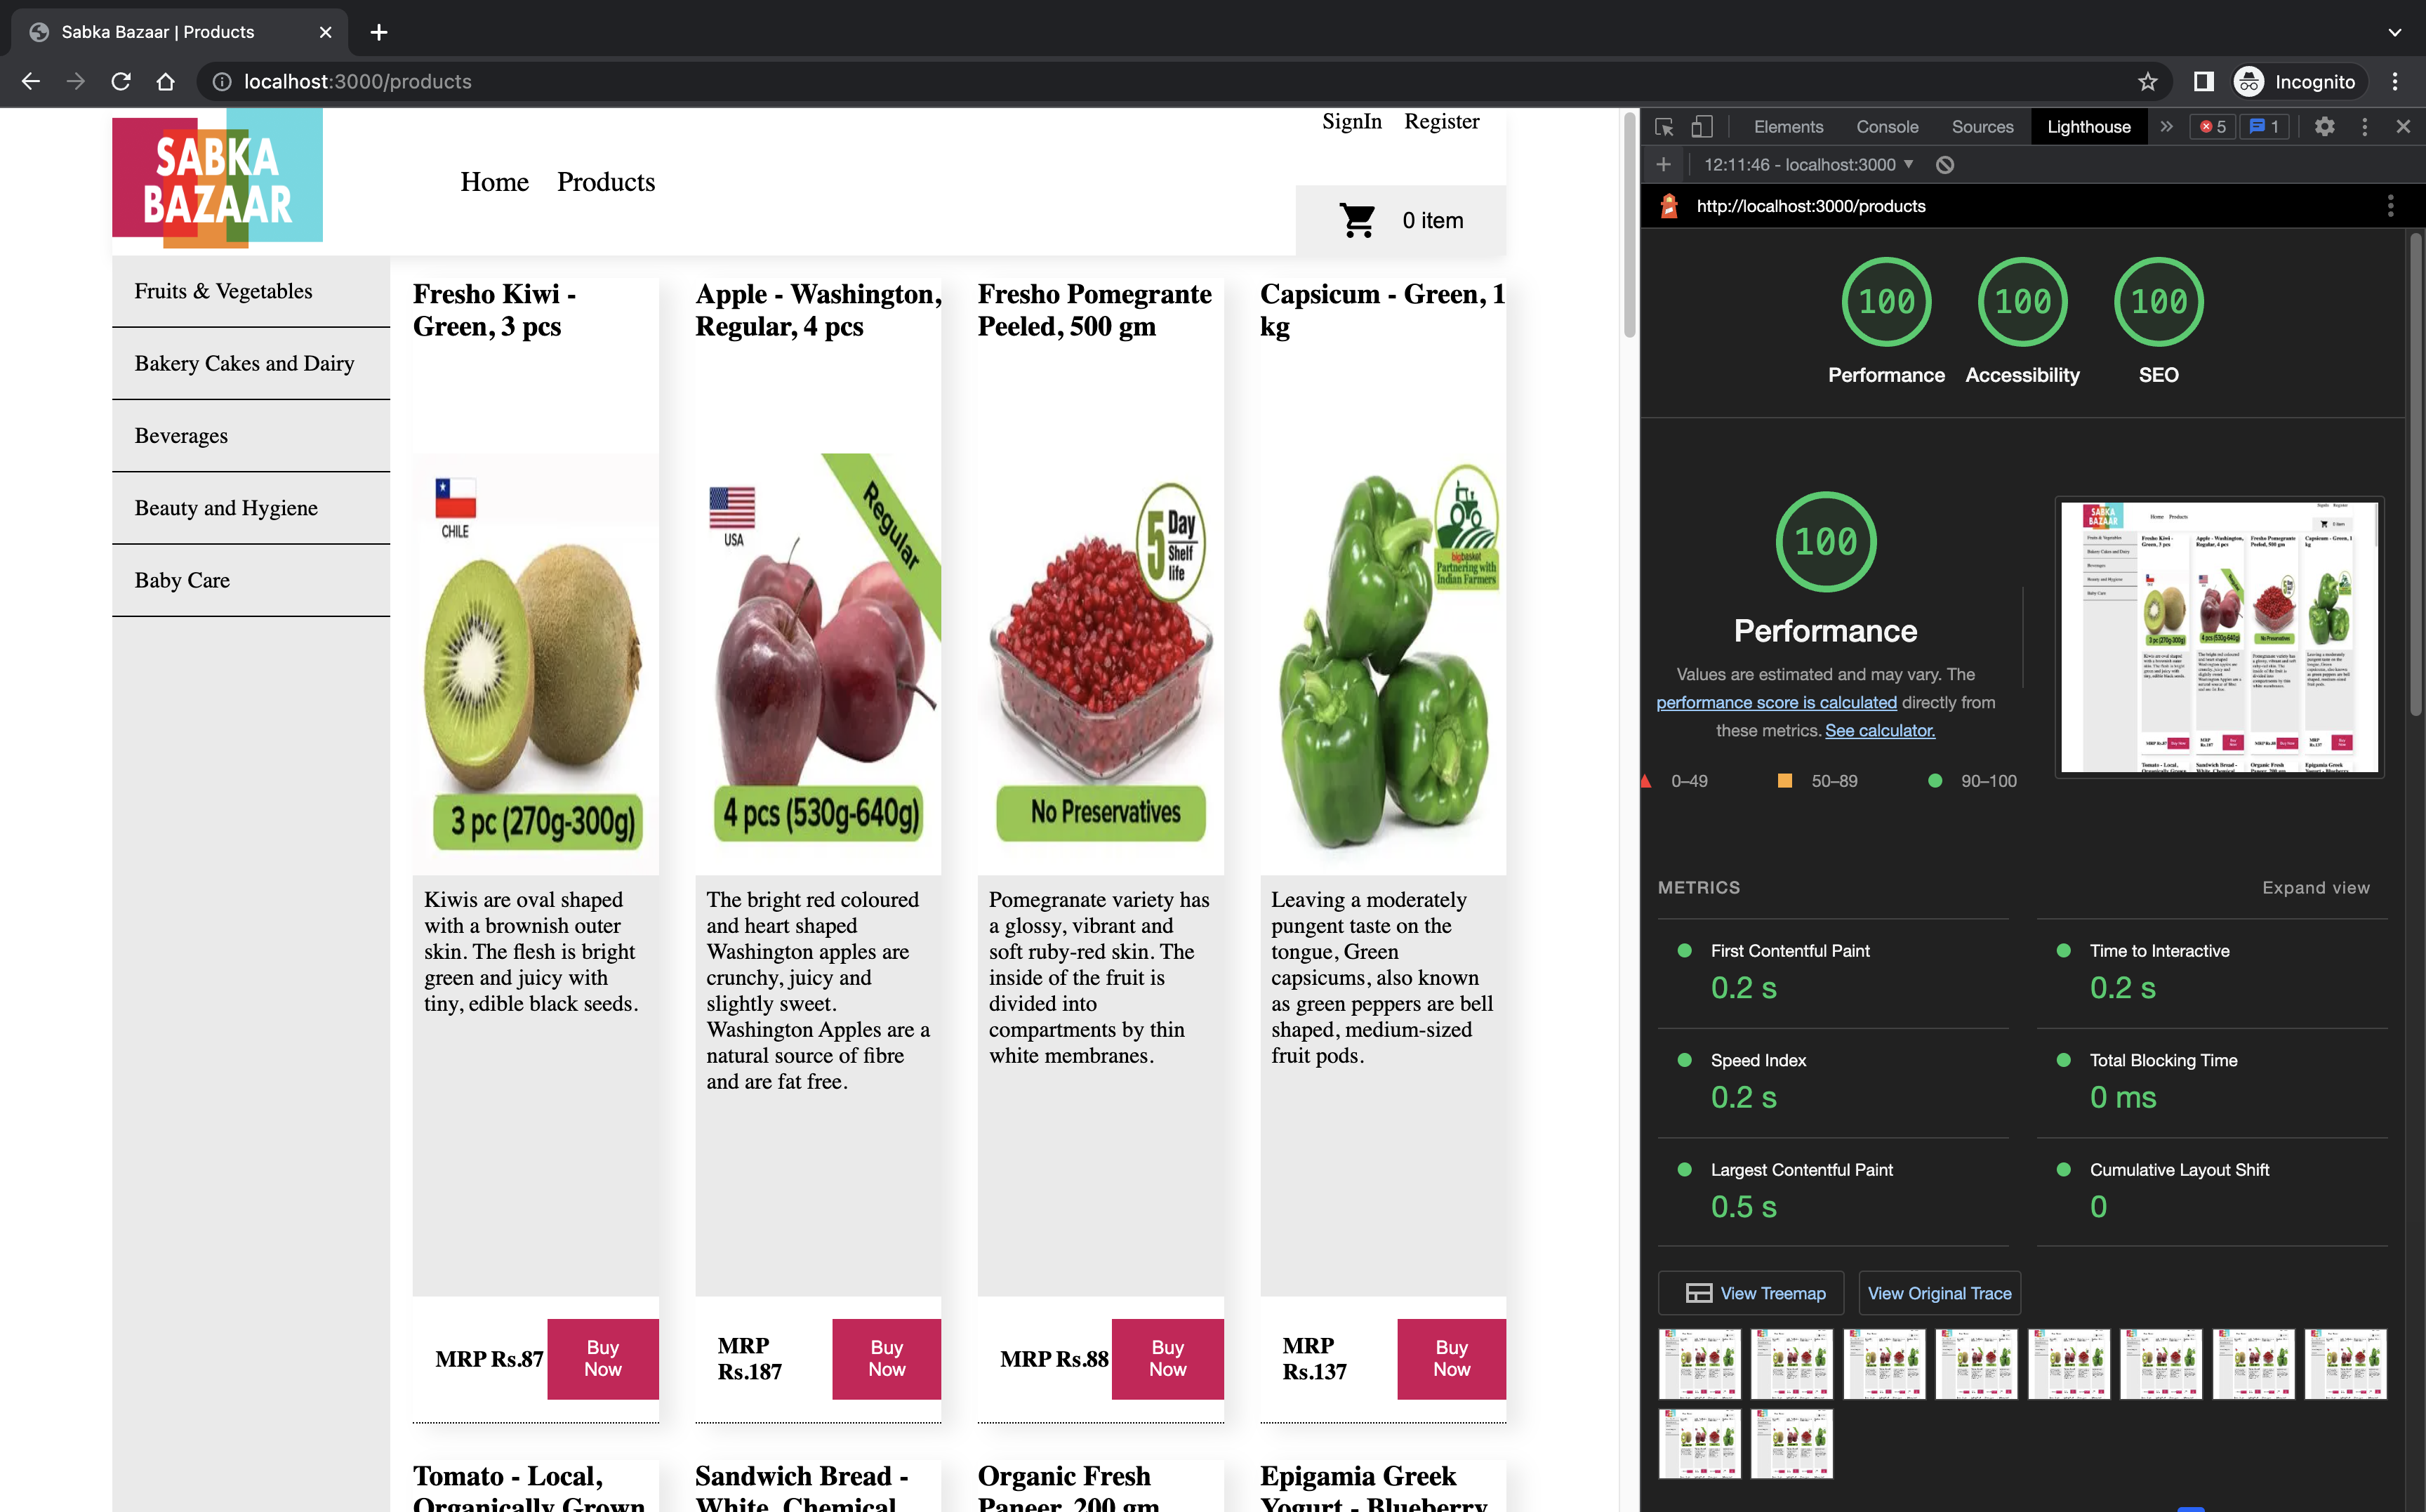 Sabka Bazaar | Products
localhost:3000/products
Incognito
SABKA
BAZAAR
Home Products
SignIn Register
0 item
Fruits & Vegetables
Bakery Cakes and Dairy
Beverages
Beauty and Hygiene
Baby Care
Fresho Kiwi -
Green, 3 pcs
CHILE
3 pc (270g-300g)
Kiwis are oval shaped
with a brownish outer
skin. The flesh is bright
green and juicy with
tiny, edible black seeds.
MRP Rs.87
Buy
Now
Apple - Washington,
Regular, 4 pcs
USA
Regular
4 pcs (530g-640g)
The bright red coloured
and heart shaped
Washington apples are
crunchy, juicy and
slightly sweet.
Washington Apples are a
natural source of fibre
and are fat free.
MRP
Rs.187
Buy
Now
Fresho Pomegrante
Peeled, 500 gm
5 Day
Shelf
life
No Preservatives
Pomegranate variety has
a glossy, vibrant and
soft ruby-red skin. The
inside of the fruit is
divided into
compartments by thin
white membranes.
MRP Rs.88
Buy
Now
Capsicum - Green, 1
kg
bigbasket
Partnering with
Indian Farmers
Leaving a moderately
pungent taste on the
tongue, Green
capsicums, also known
as green peppers are bell
shaped, medium-sized
fruit pods.
MRP
Rs.137
Buy
Now
Tomato - Local,
Organically Grown
Sandwich Bread -
White, Chemical
Organic Fresh
Paneer, 200 gm
Epigamia Greek
Yogurt - Blueberry
Elements Console Sources Lighthouse 5 1
12:11:46 - localhost:3000
http://localhost:3000/products
100 100 100
Performance Accessibility SEO
100
Performance
Values are estimated and may vary. The
performance score is calculated directly from
these metrics. See calculator.
0–49 50–89 90–100
METRICS Expand view
First Contentful Paint
0.2 s
Time to Interactive
0.2 s
Speed Index
0.2 s
Total Blocking Time
0 ms
Largest Contentful Paint
0.5 s
Cumulative Layout Shift
0
View Treemap View Original Trace